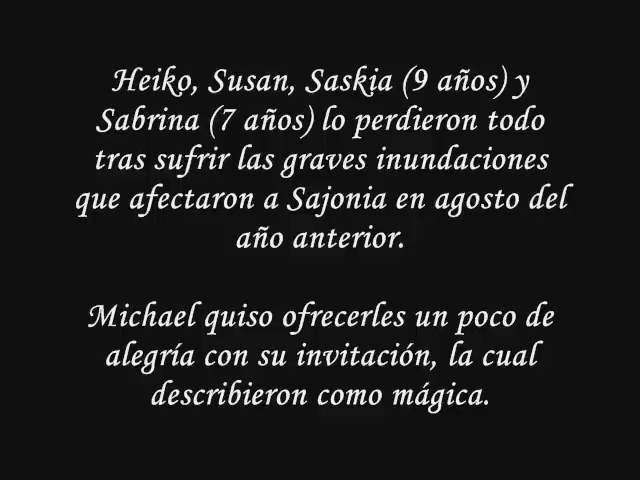 Heiko, Susan, Saskia (9 años) y
Sabrina (7 años) lo perdieron todo
tras sufrir las graves inundaciones
que afectaron a Sajonia en agosto del
año anterior.
Michael quiso ofrecerles un poco de
alegría con su invitación, la cual
describieron como mágica.